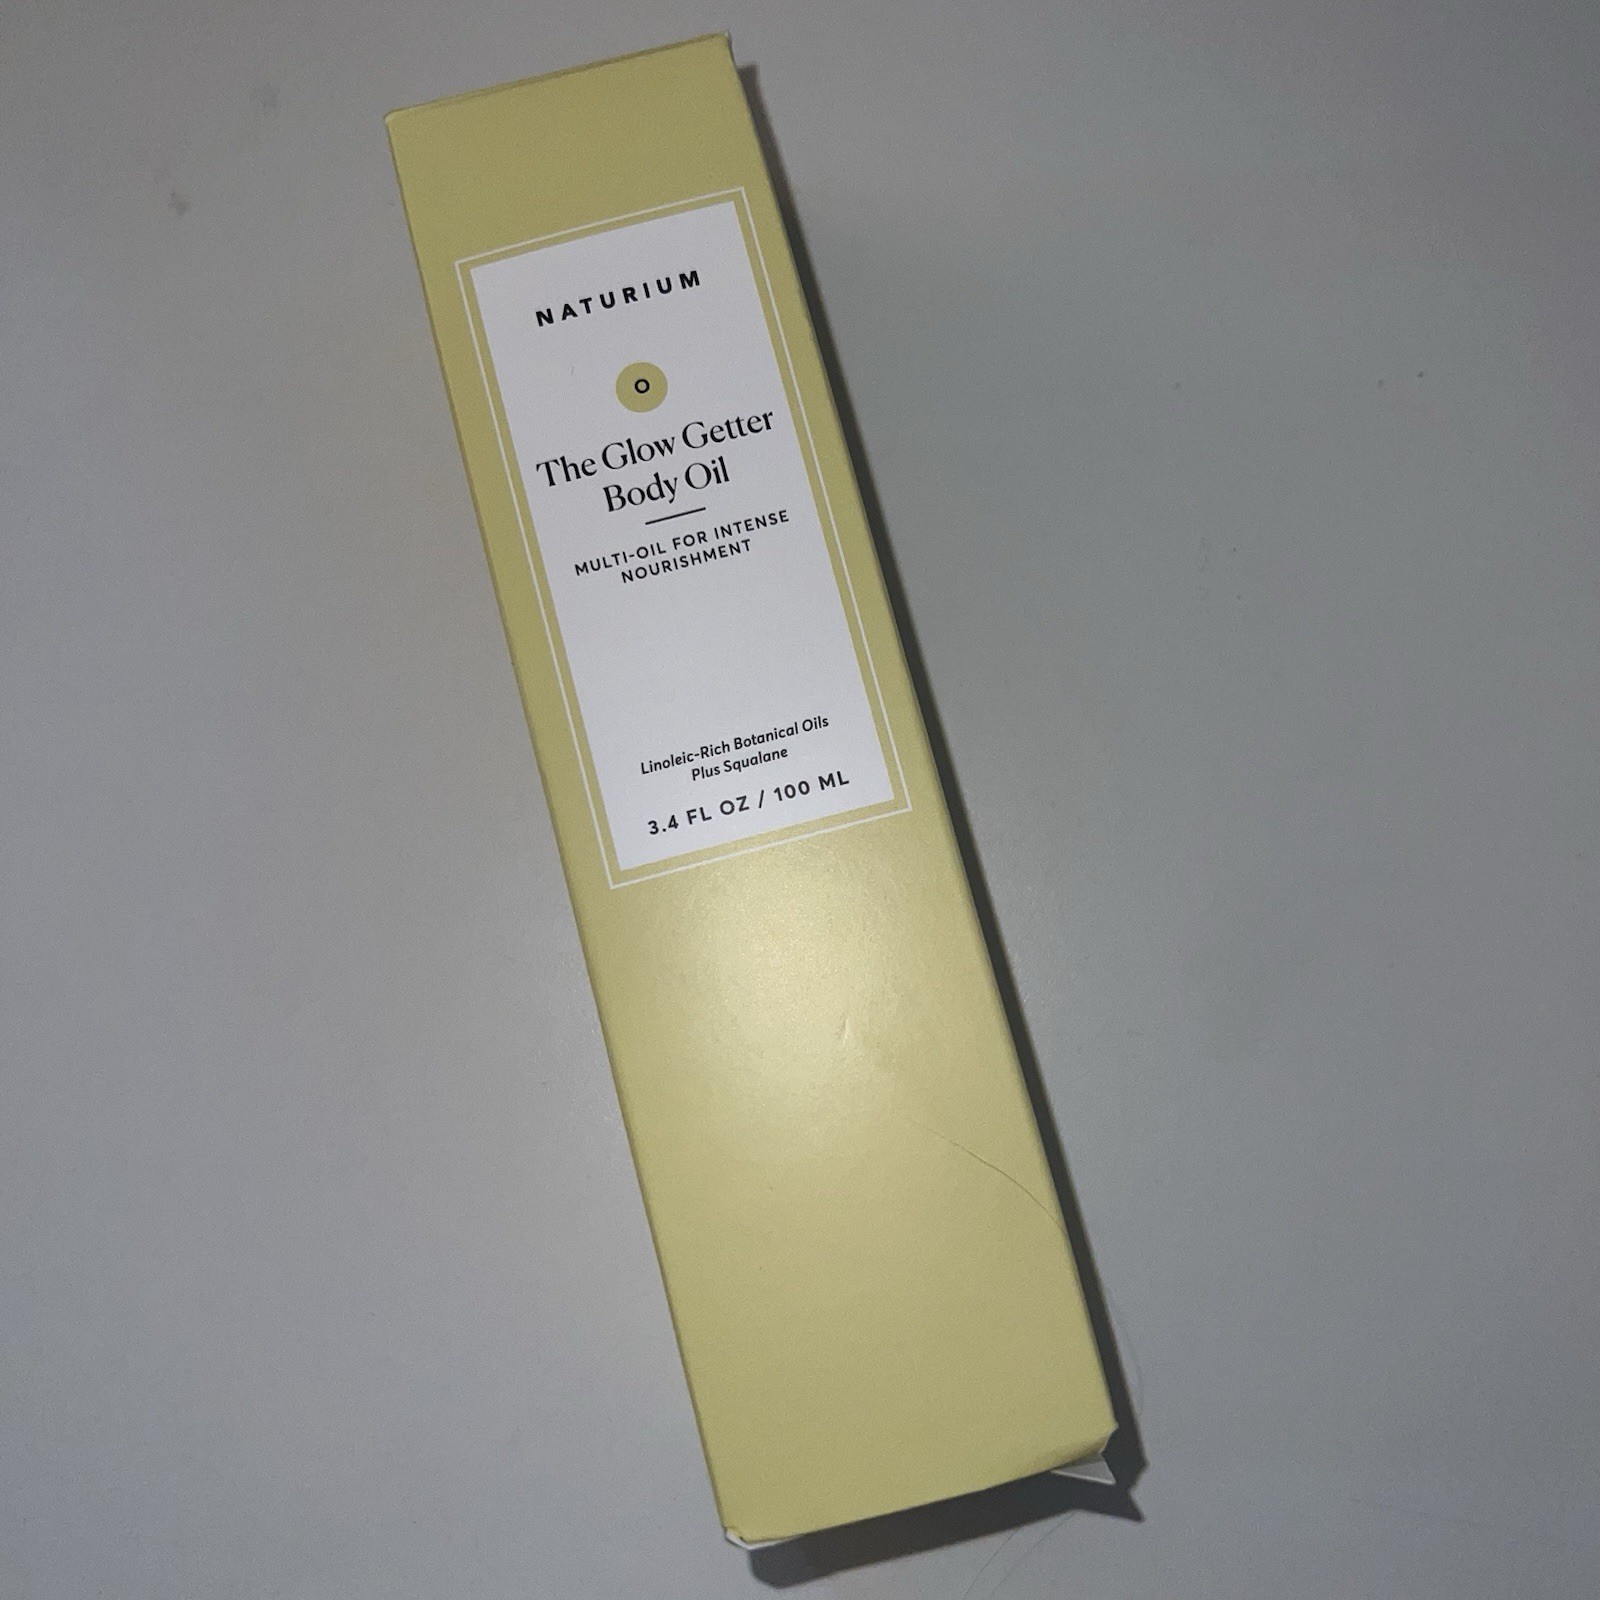 NATURIUM
O
The Glow Getter
Body Oil
MULTI-OIL FOR INTENSE
NOURISHMENT
Linoleic-Rich Botanical Oils
Plus Squalane
3.4 FL OZ / 100 ML